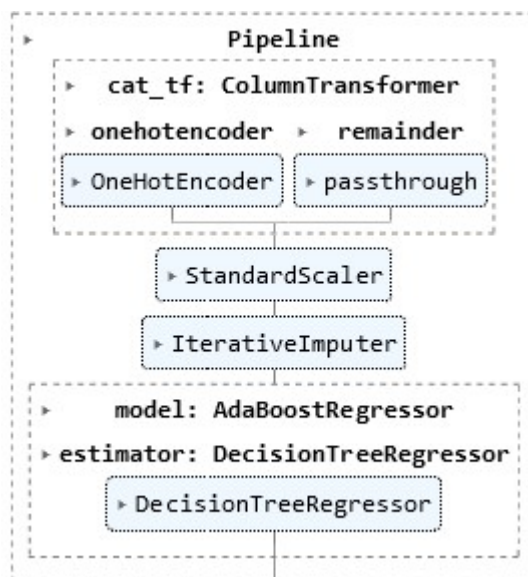 Pipeline
cat_tf: ColumnTransformer
onehotencoder remainder
OneHotEncoder passthrough
StandardScaler
IterativeImputer
model: AdaBoostRegressor
estimator: DecisionTreeRegressor
DecisionTreeRegressor